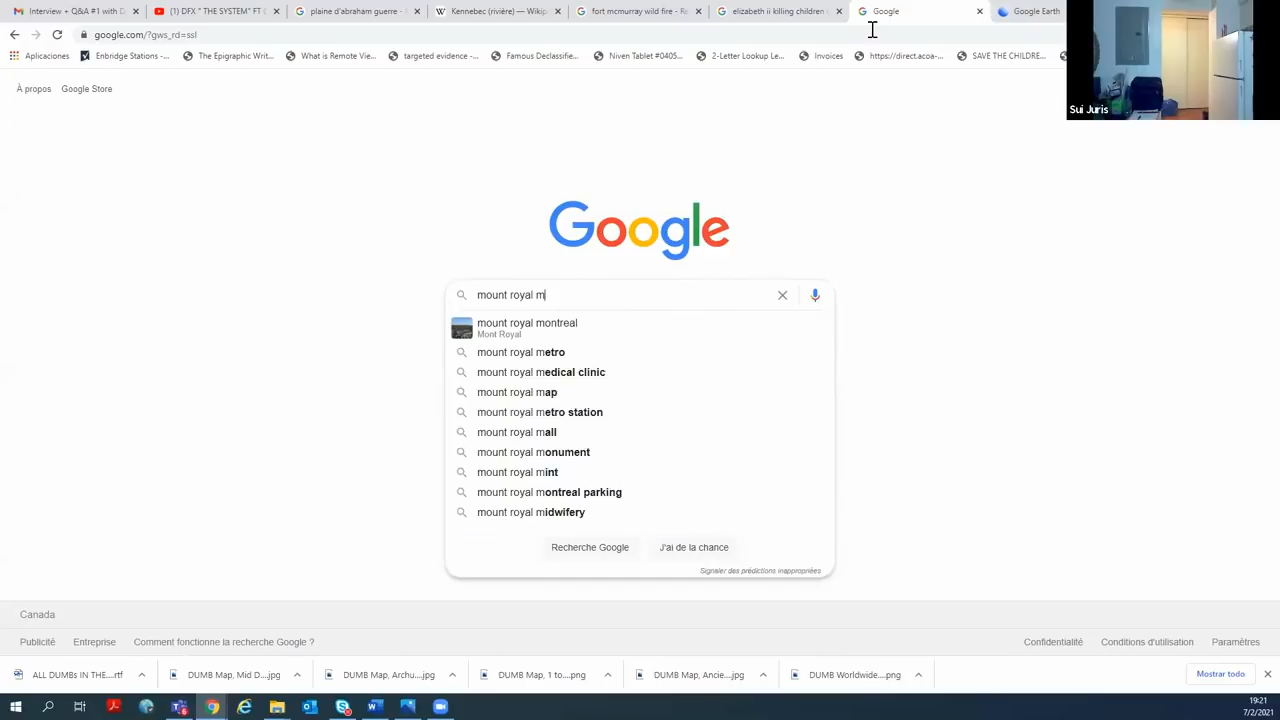 Interview + Q&A #1 with D
(1) DFX " THE SYSTEM" FT
plaine d'abraham guerre - S
Kennebec (rivière) — Wikip
fort mcmurray wild fire - Re
elizabeth ii killing children
Google
Google Earth
google.com/?gws_rd=ssl
Aplicaciones
Enbridge Stations -...
The Epigraphic Writ...
What is Remote Vie...
targeted evidence -...
Famous Declassifie...
Niven Tablet #0405...
2-Letter Lookup Le...
Invoices
https://direct.acoa-...
SAVE THE CHILDRE...
Sui Juris
À propos
Google Store
Google
mount royal m
mount royal montreal
Mont Royal
mount royal metro
mount royal medical clinic
mount royal map
mount royal metro station
mount royal mall
mount royal monument
mount royal mint
mount royal montreal parking
mount royal midwifery
Recherche Google
J'ai de la chance
Signaler des prédictions inappropriées
Canada
Publicité
Entreprise
Comment fonctionne la recherche Google ?
Confidentialité
Conditions d'utilisation
Paramètres
ALL DUMBs IN THE....rtf
DUMB Map, Mid D....jpg
DUMB Map, Archu....jpg
DUMB Map, 1 to....png
DUMB Map, Ancie....jpg
DUMB Worldwide....png
Mostrar todo
19:21
7/2/2021